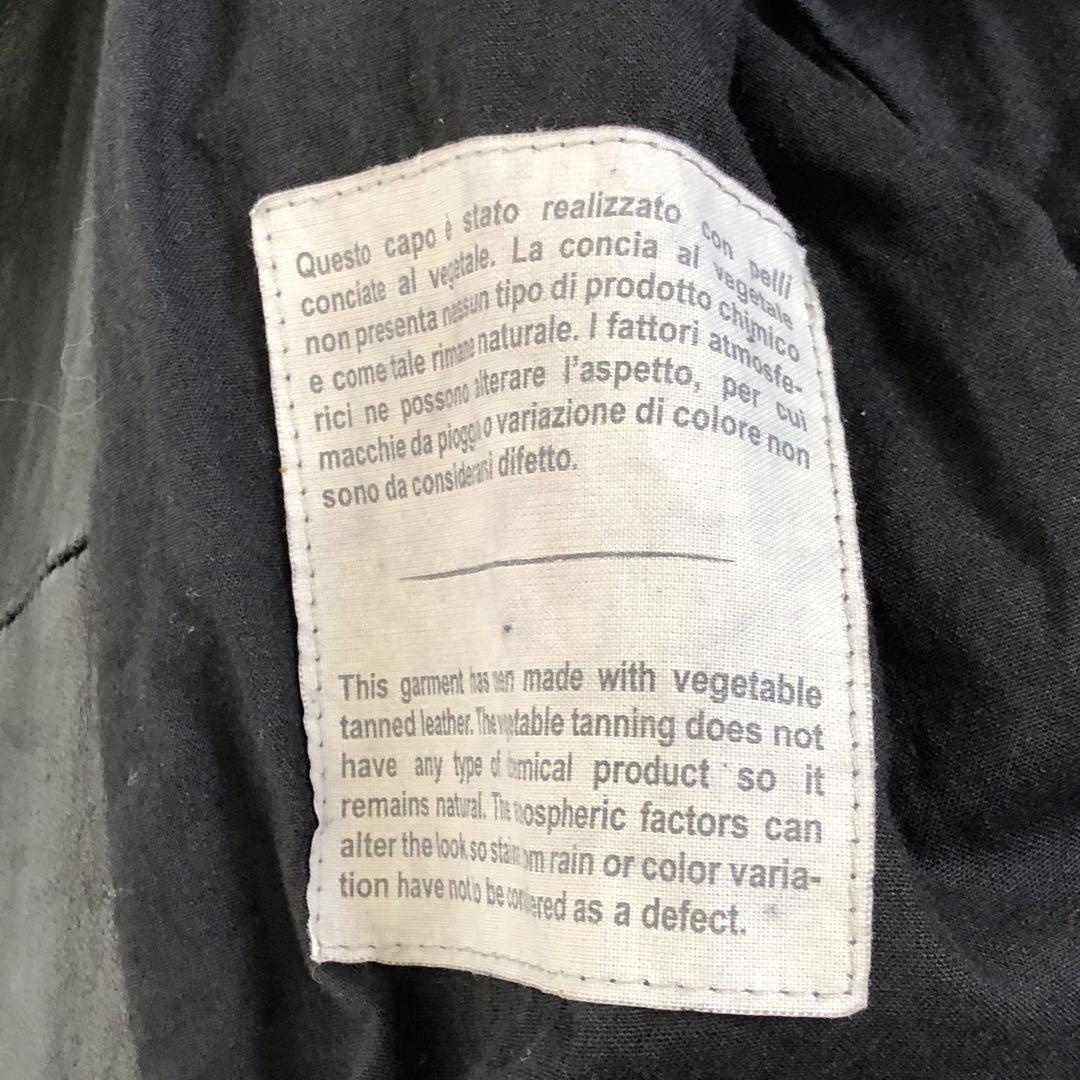 Questo capo è stato realizzato con pelli
conciate al vegetale. La concia al vegetale
non presenta nessun tipo di prodotto chimico
e come tale rimane naturale. I fattori atmosfe-
rici ne possono alterare l'aspetto, per cui
macchie da pioggia o variazione di colore non
sono da considerarsi difetto.
This garment has been made with vegetable
tanned leather. The vegetable tanning does not
have any type of chemical product so it
remains natural. The atmospheric factors can
alter the look so stains from rain or color varia-
tion have not to be considered as a defect.